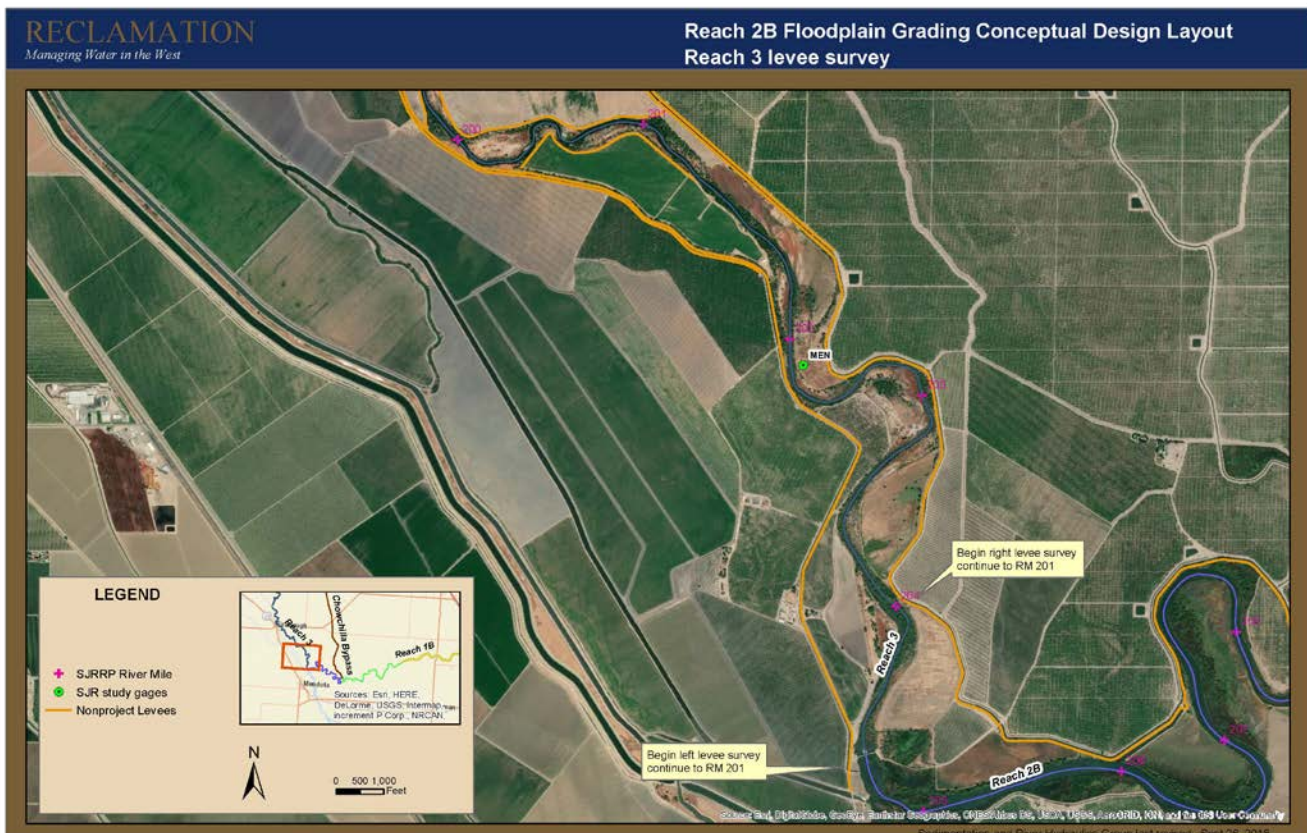 RECLAMATION
Managing Water in the West
Reach 2B Floodplain Grading Conceptual Design Layout
Reach 3 levee survey
200
201
MEN
203
Begin right levee survey
continue to RM 201
204
Reach 3
Begin left levee survey
continue to RM 201
Reach 2B
LEGEND
SJRRP River Mile
SJR study gages
Nonproject Levees
Reach 3
Chowchilla Bypass
Reach 1B
Mendota
Sources: Esri, HERE,
DeLorme, USGS, Intermap,
increment P Corp., NRCAN,
N
0 500 1,000
Feet